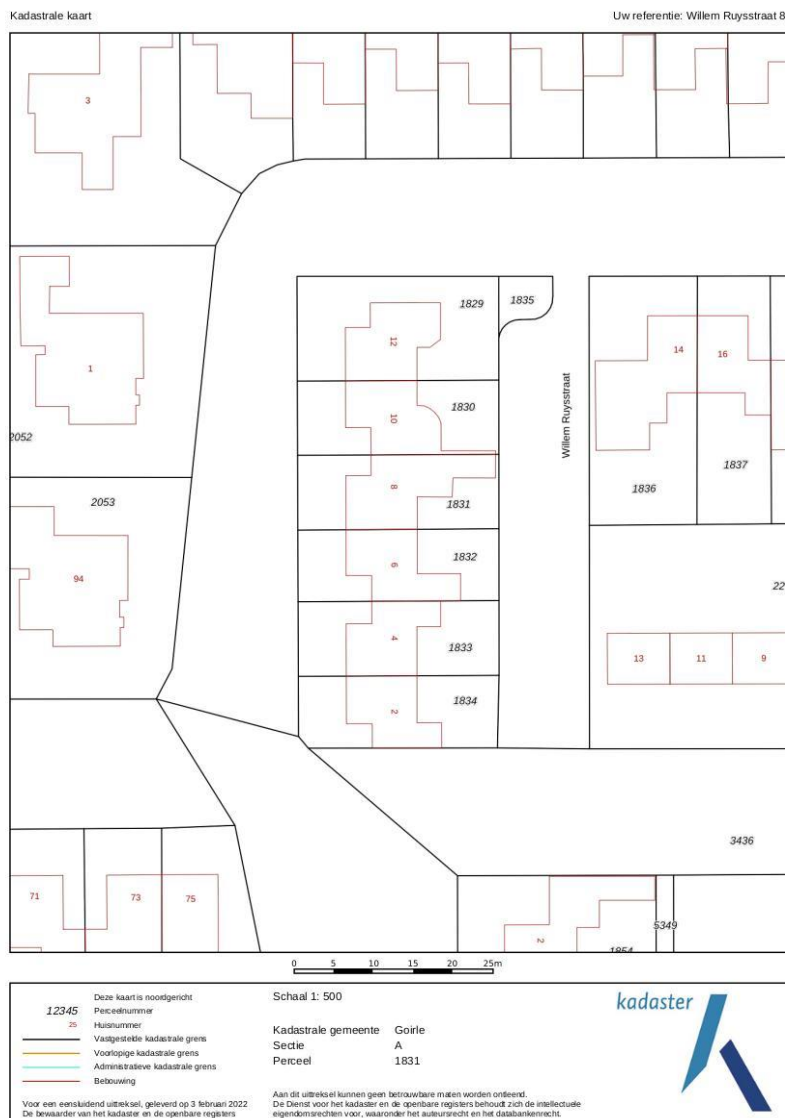 Kadastrale kaart
Uw referentie: Willem Ruysstraat 8
3
1829
1835
12
14
16
1
10
1830
Willem Ruysstraat
2052
1837
8
1836
2053
1831
94
6
1832
22
4
1833
13
11
9
2
1834
3436
71
73
75
2
5349
1854
0 5 10 15 20 25m
Deze kaart is noordgericht
12345 Perceelnummer
25 Huisnummer
Vastgestelde kadastrale grens
Voorlopige kadastrale grens
Administratieve kadastrale grens
Bebouwing
Voor een eensluidend uittreksel, geleverd op 3 februari 2022
De bewaarder van het kadaster en de openbare registers
Schaal 1: 500
Kadastrale gemeente Goirle
Sectie A
Perceel 1831
Aan dit uittreksel kunnen geen betrouwbare maten worden ontleend.
De Dienst voor het kadaster en de openbare registers behoudt zich de intellectuele
eigendomsrechten voor, waaronder het auteursrecht en het databankenrecht.
kadaster